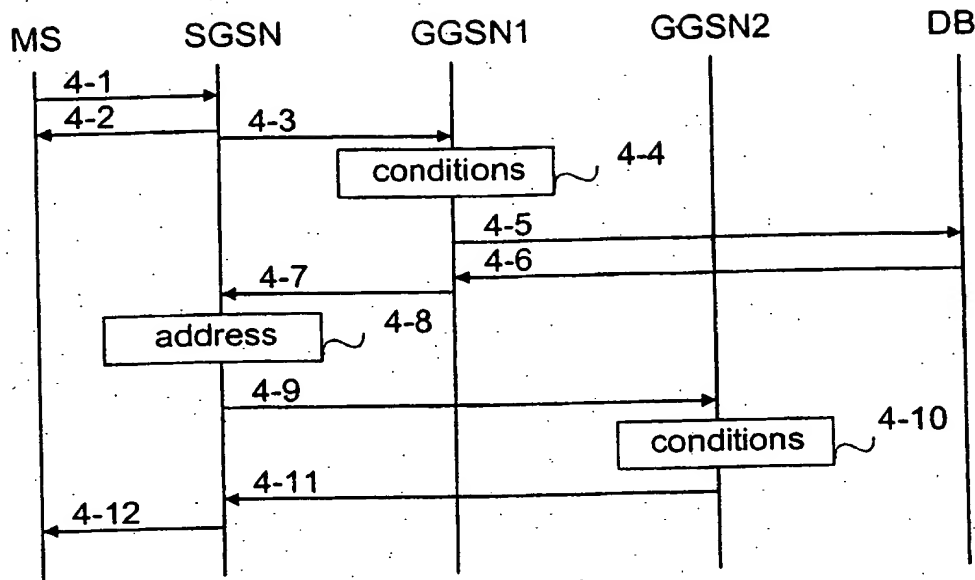 MS SGSN GGSN1 GGSN2 DB
4-1
4-2 4-3
conditions 4-4
4-5
4-6
4-7
address 4-8
4-9
conditions 4-10
4-11
4-12